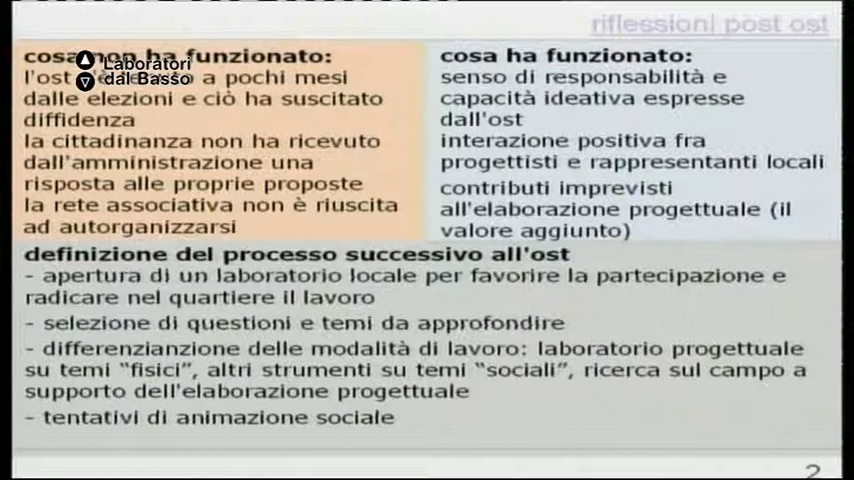 riflessioni post ost
cosa non ha funzionato:
l'ost a pochi mesi
dalle elezioni e ciò ha suscitato
diffidenza
la cittadinanza non ha ricevuto
dall'amministrazione una
risposta alle proprie proposte
la rete associativa non è riuscita
ad autorganizzarsi
Laboratori
dal Basso
cosa ha funzionato:
senso di responsabilità e
capacità ideativa espresse
dall'ost
interazione positiva fra
progettisti e rappresentanti locali
contributi imprevisti
all'elaborazione progettuale (il
valore aggiunto)
definizione del processo successivo all'ost
- apertura di un laboratorio locale per favorire la partecipazione e
radicare nel quartiere il lavoro
- selezione di questioni e temi da approfondire
- differenzianzione delle modalità di lavoro: laboratorio progettuale
su temi “fisici”, altri strumenti su temi “sociali”, ricerca sul campo a
supporto dell'elaborazione progettuale
- tentativi di animazione sociale
2